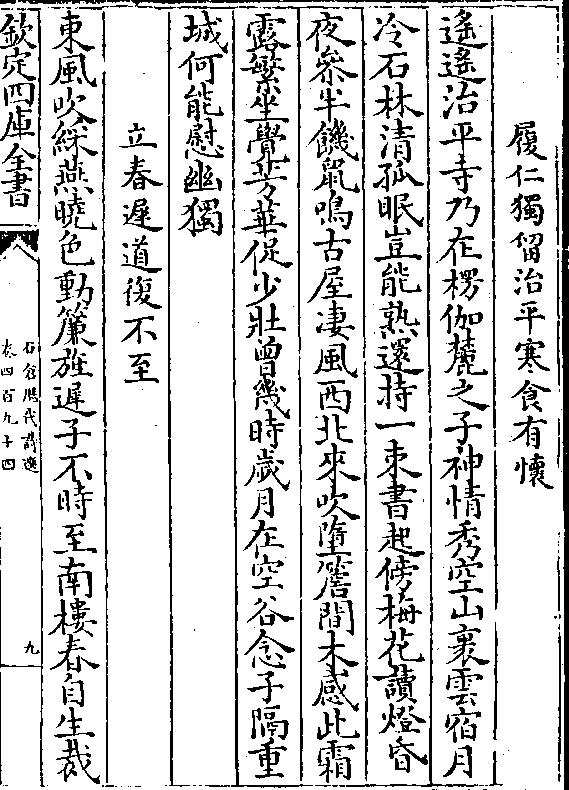 履仁獨留治平寒食有懷
遙遙治平寺乃在楞伽麓之子神情秀空山裹雲宿月
冷石林清孤眠豈能熟還持一束書起傍梅花讀燈昏
夜參半饑鼠鳴古屋凄風西北來吹墮簷間木感此霜
露繁坐覺芳華促少壯曾幾時歲月在空谷念子隔重
城何能慰幽獨
立春遲道復不至
東風吹綵燕曉色動簾旌遲子不時至南樓春自生裁
欽定四庫全書
石倉歷代詩選
卷四百九十四
九